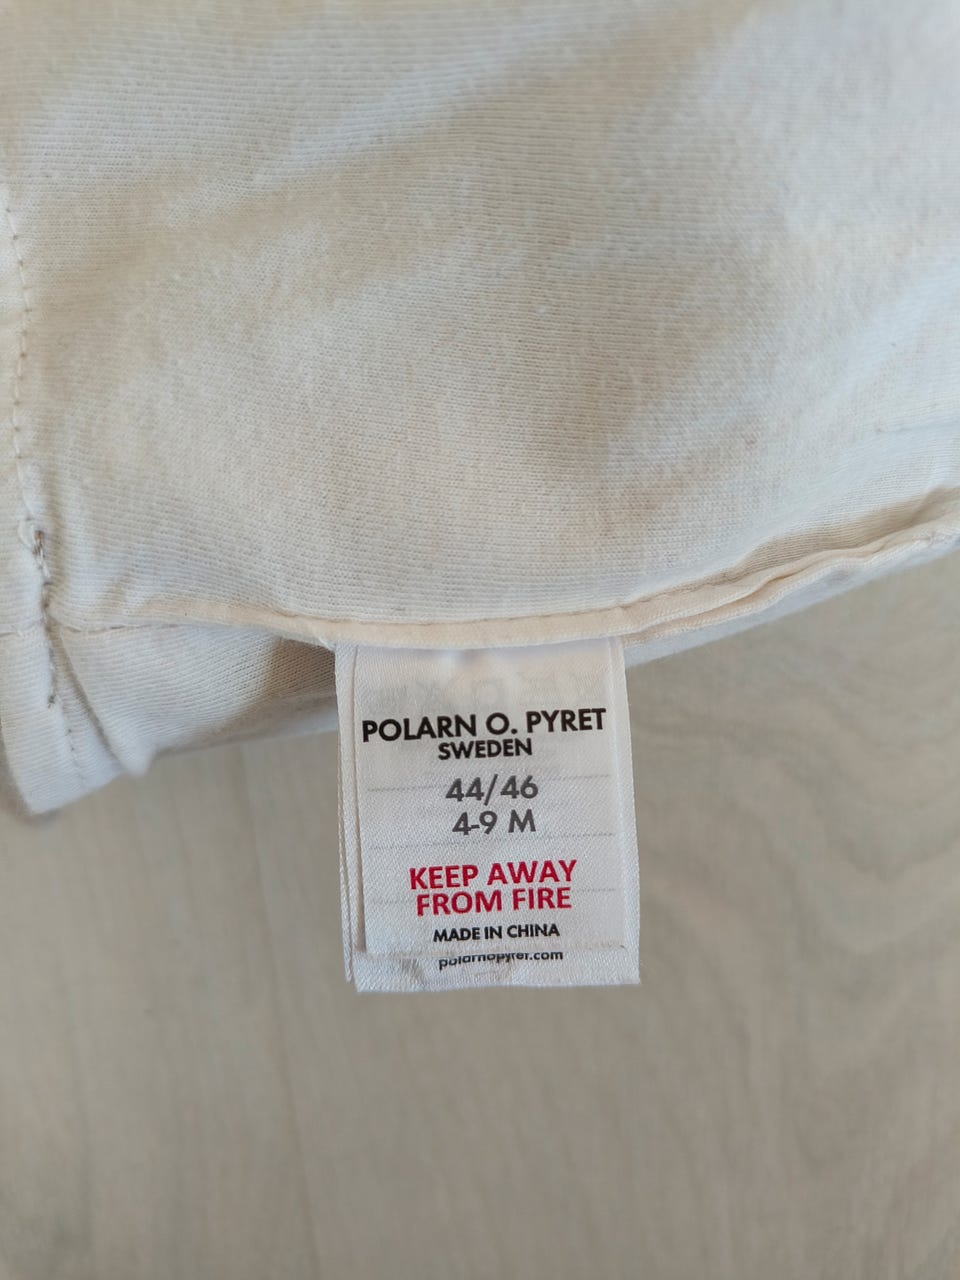 POLARN O. PYRET
SWEDEN
44/46
4-9 M
KEEP AWAY
FROM FIRE
MADE IN CHINA
polarnopyret.com